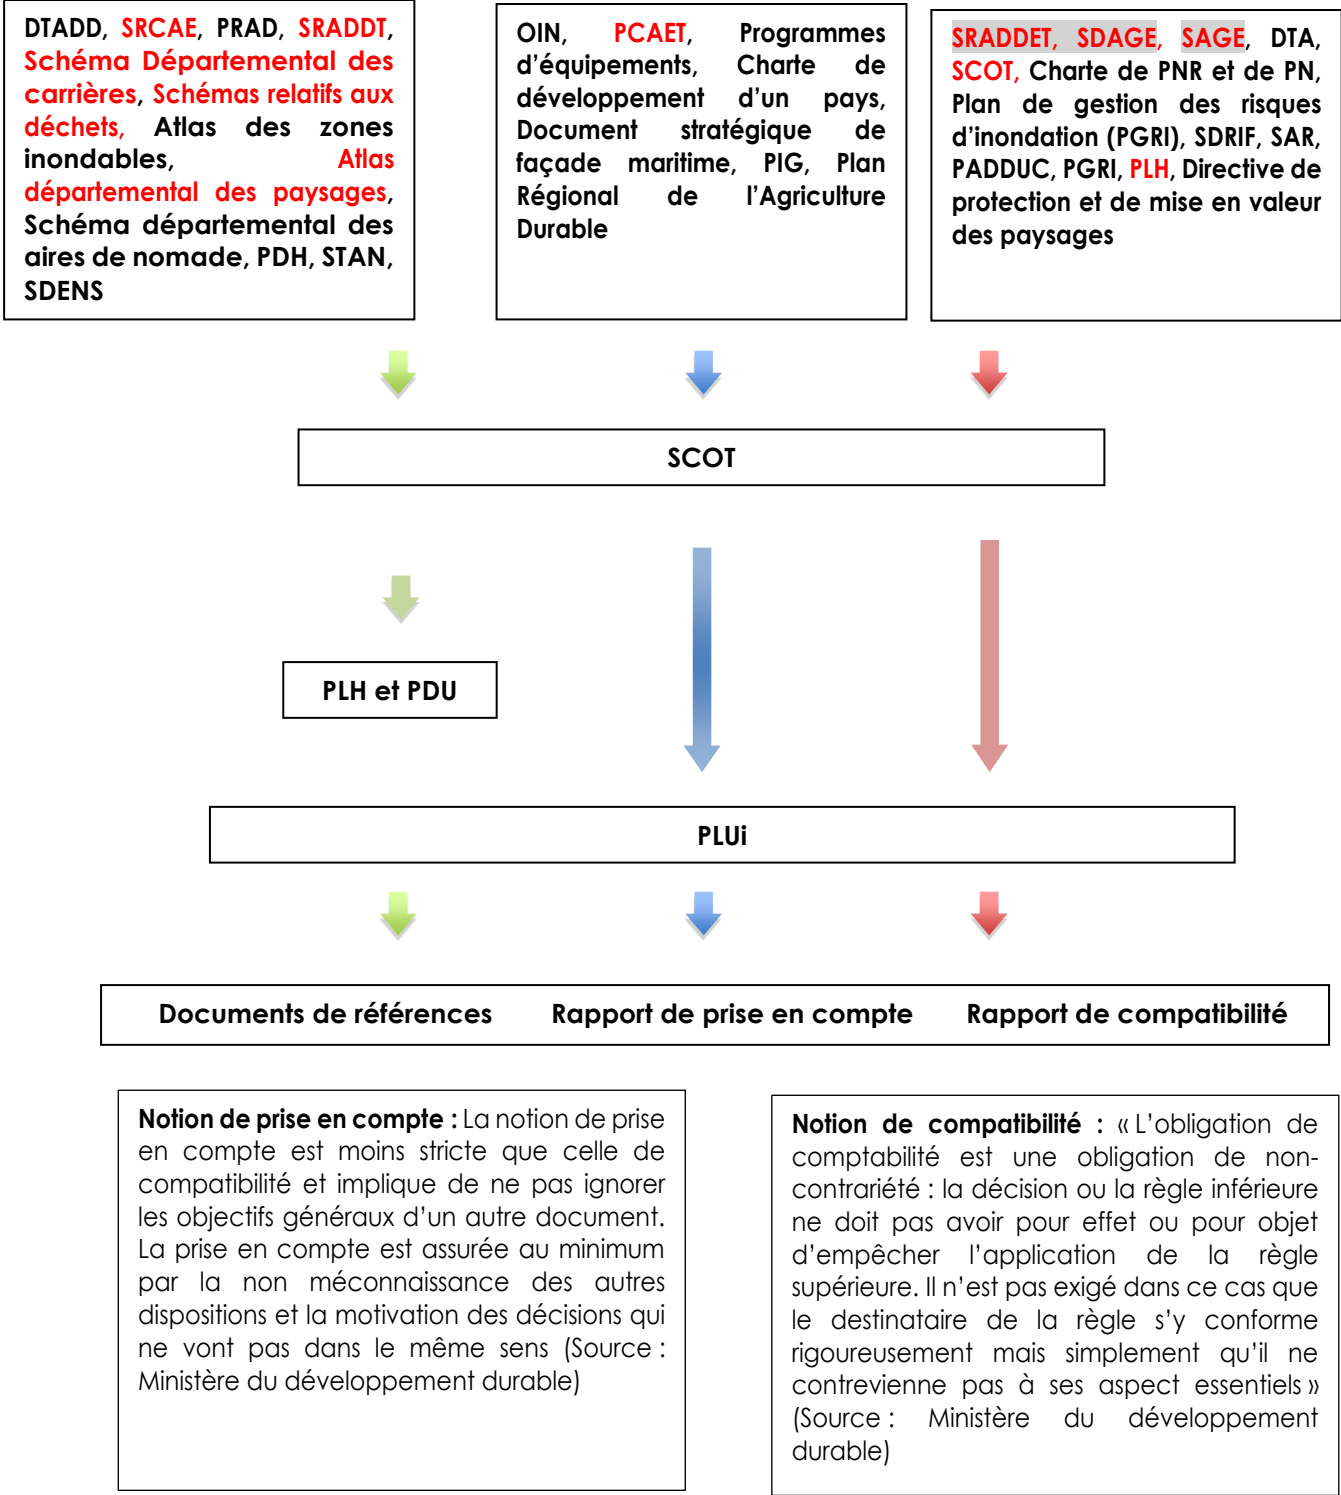 DTADD, SRCAE, PRAD, SRADDT,
Schéma Départemental des
carrières, Schémas relatifs aux
déchets, Atlas des zones
inondables, Atlas
départemental des paysages,
Schéma départemental des
aires de nomade, PDH, STAN,
SDENS
OIN, PCAET, Programmes
d’équipements, Charte de
développement d’un pays,
Document stratégique de
façade maritime, PIG, Plan
Régional de l’Agriculture
Durable
SRADDET, SDAGE, SAGE, DTA,
SCOT, Charte de PNR et de PN,
Plan de gestion des risques
d’inondation (PGRI), SDRIF, SAR,
PADDUC, PGRI, PLH, Directive de
protection et de mise en valeur
des paysages
SCOT
PLH et PDU
PLUi
Documents de références Rapport de prise en compte Rapport de compatibilité
Notion de prise en compte : La notion de prise
en compte est moins stricte que celle de
compatibilité et implique de ne pas ignorer
les objectifs généraux d’un autre document.
La prise en compte est assurée au minimum
par la non méconnaissance des autres
dispositions et la motivation des décisions qui
ne vont pas dans le même sens (Source :
Ministère du développement durable)
Notion de compatibilité : « L’obligation de
comptabilité est une obligation de non-
contrariété : la décision ou la règle inférieure
ne doit pas avoir pour effet ou pour objet
d’empêcher l’application de la règle
supérieure. Il n’est pas exigé dans ce cas que
le destinataire de la règle s’y conforme
rigoureusement mais simplement qu’il ne
contrevienne pas à ses aspect essentiels »
(Source : Ministère du développement
durable)